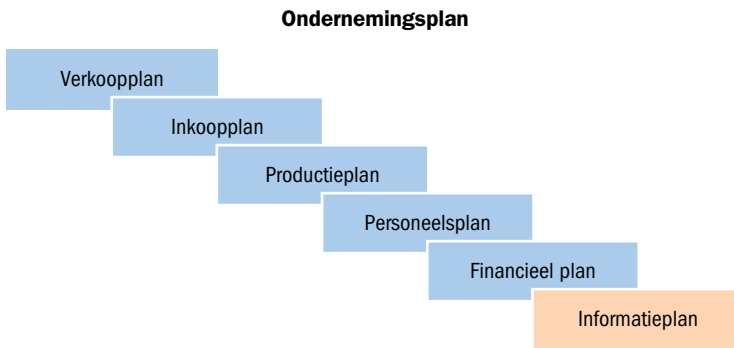 Ondernemingsplan
Verkoopplan
Inkoopplan
Productieplan
Personeelsplan
Financieel plan
Informatieplan